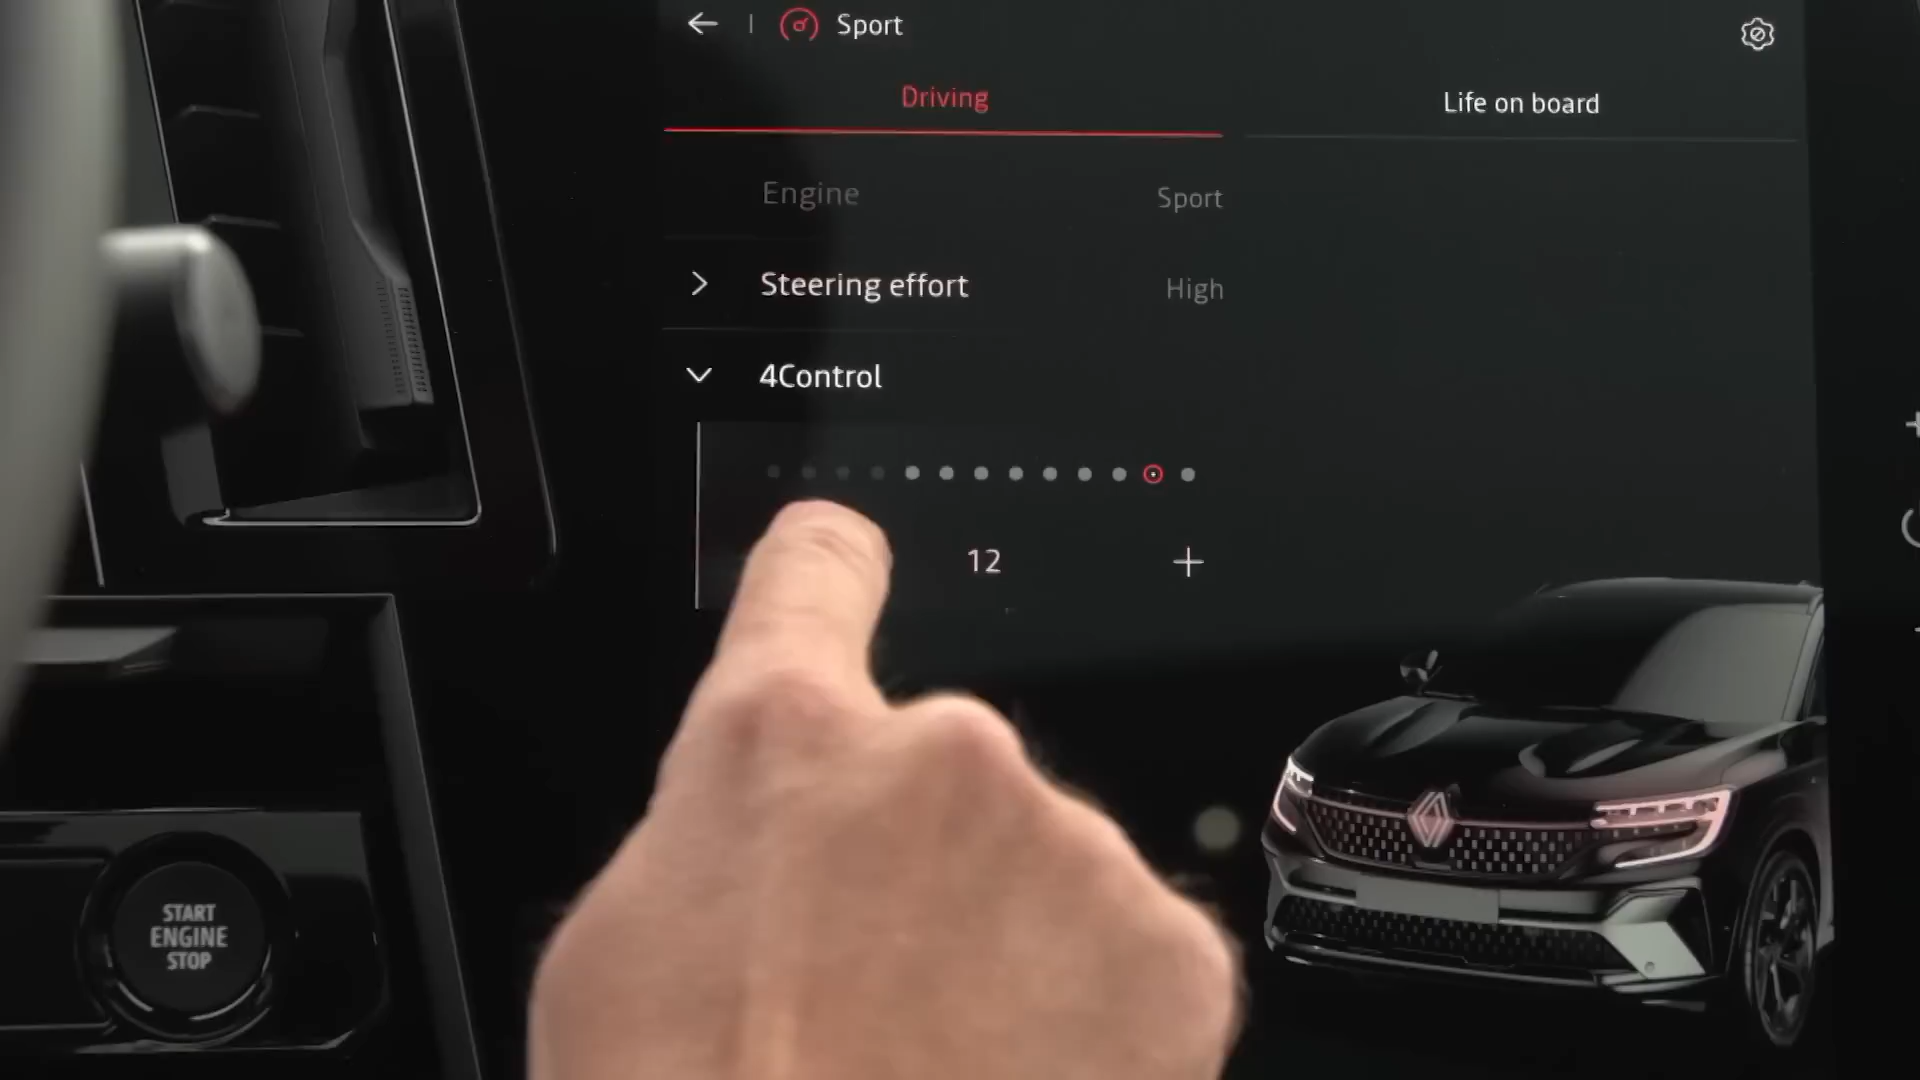 Sport
Driving
Life on board
Engine
Sport
Steering effort
High
4Control
12
START
ENGINE
STOP